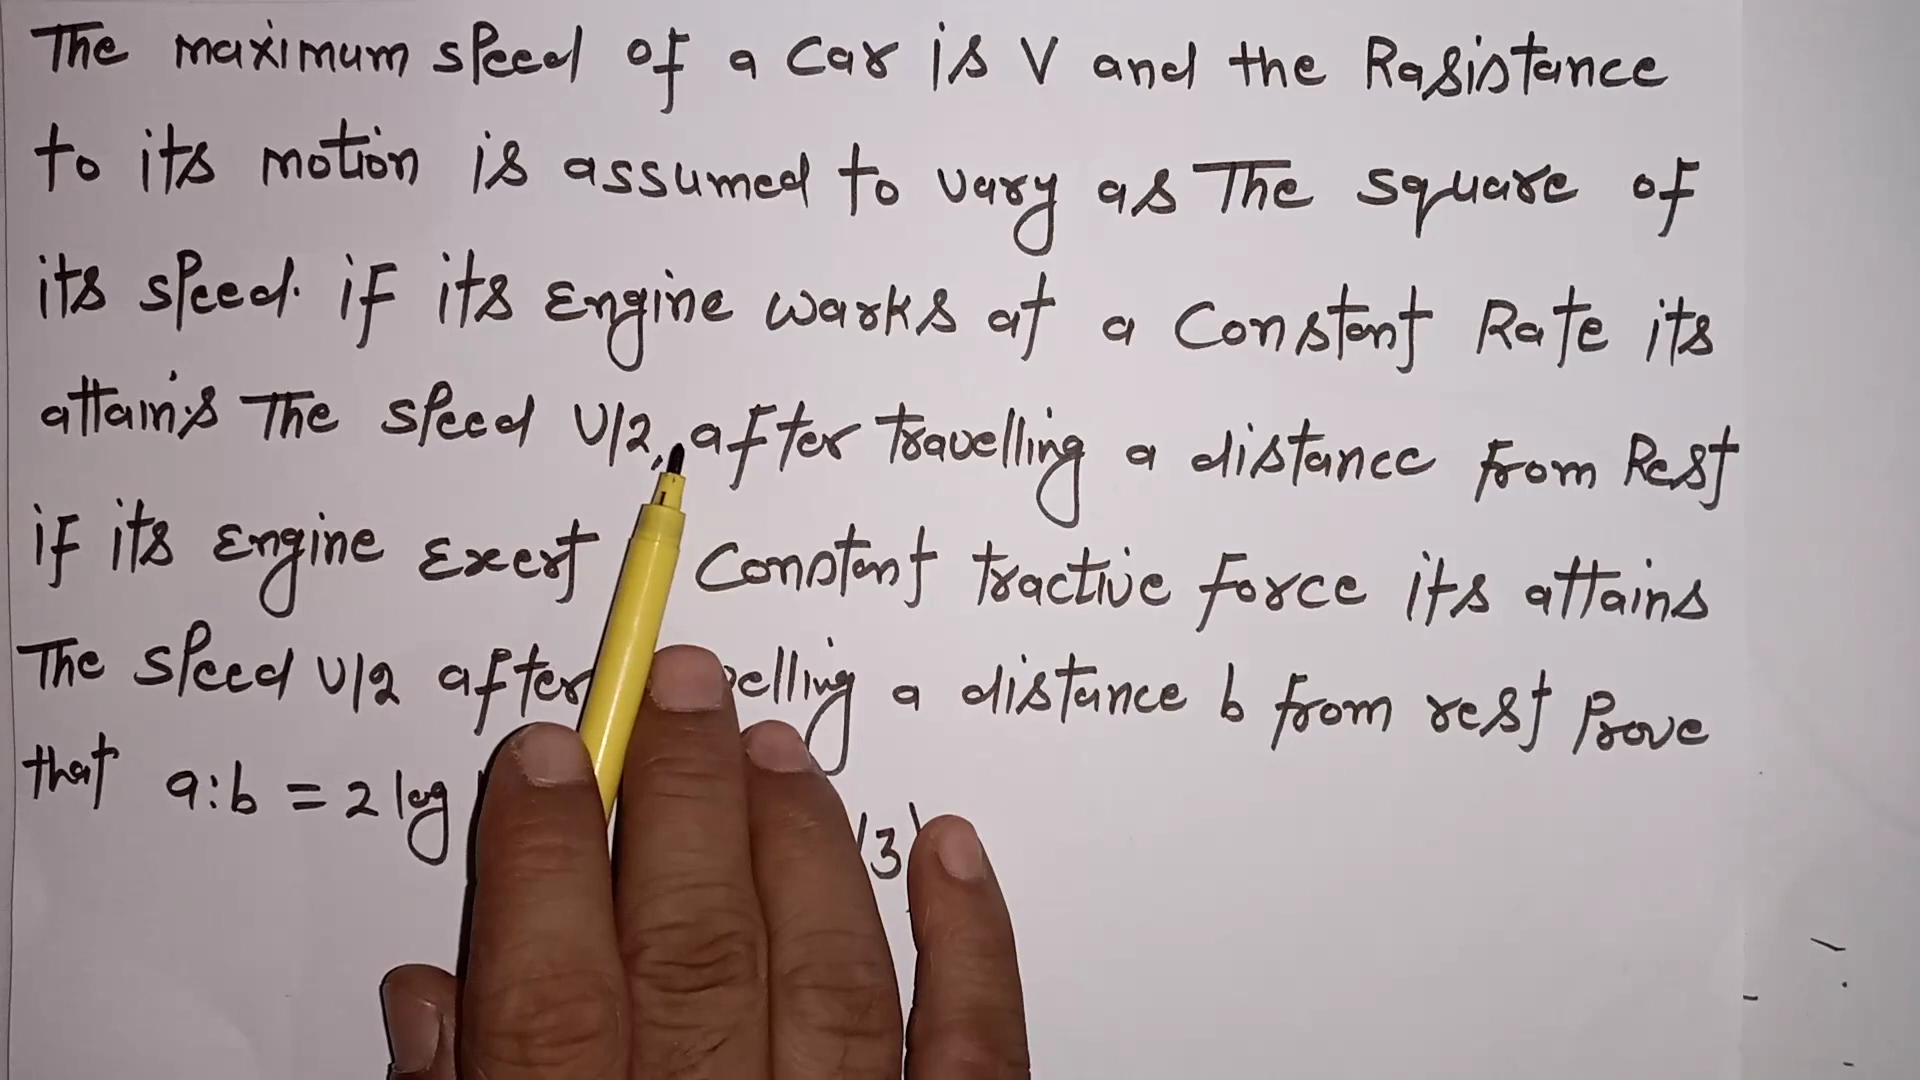 The maximum speed of a Car is V and the Rasistance
to its motion is assumed to vary as The square of
its speed. if its Engine warks at a Constant Rate its
attains The speed V/2, after travelling a distance from Rest
if its Engine Exert Constant tractive force its attains
The speed V/2 after a distance b from rest Prove
that a:b = 2 log /3)